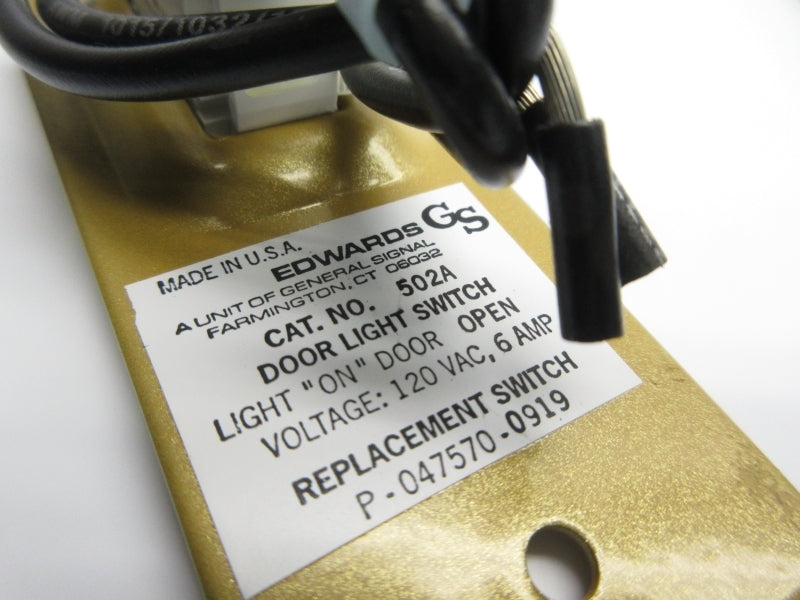 MADE IN U.S.A.
EDWARDS GS
A UNIT OF GENERAL SIGNAL
FARMINGTON, CT 06032
CAT. NO. 502A
DOOR LIGHT SWITCH
LIGHT "ON" DOOR OPEN
VOLTAGE: 120 VAC, 6 AMP
REPLACEMENT SWITCH
P-047570-0919